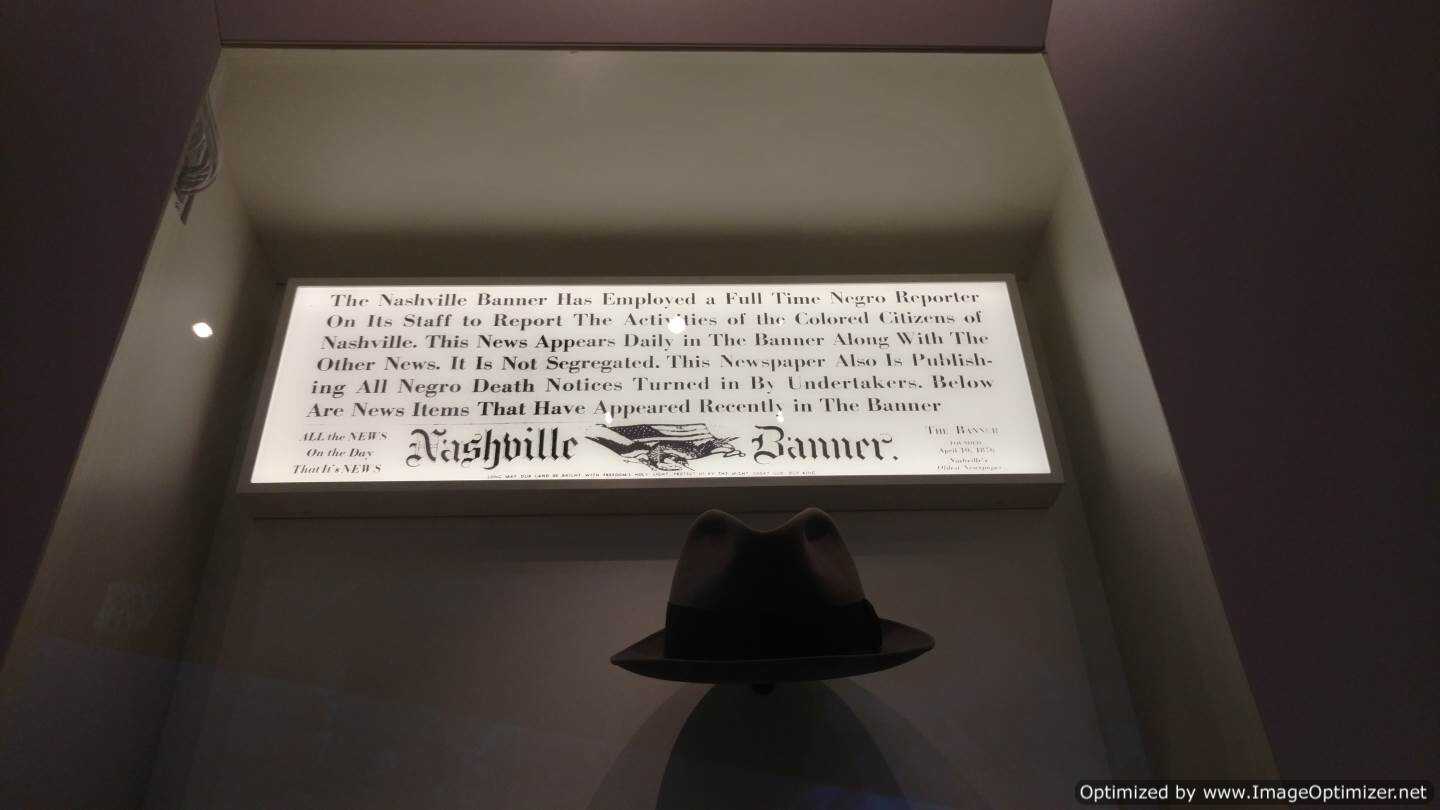 The Nashville Banner Has Employed a Full Time Negro Reporter
On Its Staff to Report The Activities of the Colored Citizens of
Nashville. This News Appears Daily in The Banner Along With The
Other News. It Is Not Segregated. This Newspaper Also Is Publish-
ing All Negro Death Notices Turned in By Undertakers. Below
Are News Items That Have Appeared Recently in The Banner
ALL the NEWS
On the Day
That It's NEWS
Nashville Banner.
LONG MAY OUR LAND BE BRIGHT WITH FREEDOM'S HOLY LIGHT, PROTECT US BY THY MIGHT GREAT GOD, OUR KING
THE BANNER
FOUNDED
April 10, 1876
Nashville's
Oldest Newspaper
Optimized by www.ImageOptimizer.net